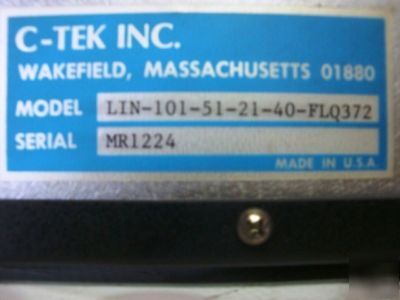 C-TEK INC.
WAKEFIELD, MASSACHUSETTS 01880
MODEL LIN-101-51-21-40-FLQ372
SERIAL MR1224
MADE IN U.S.A.